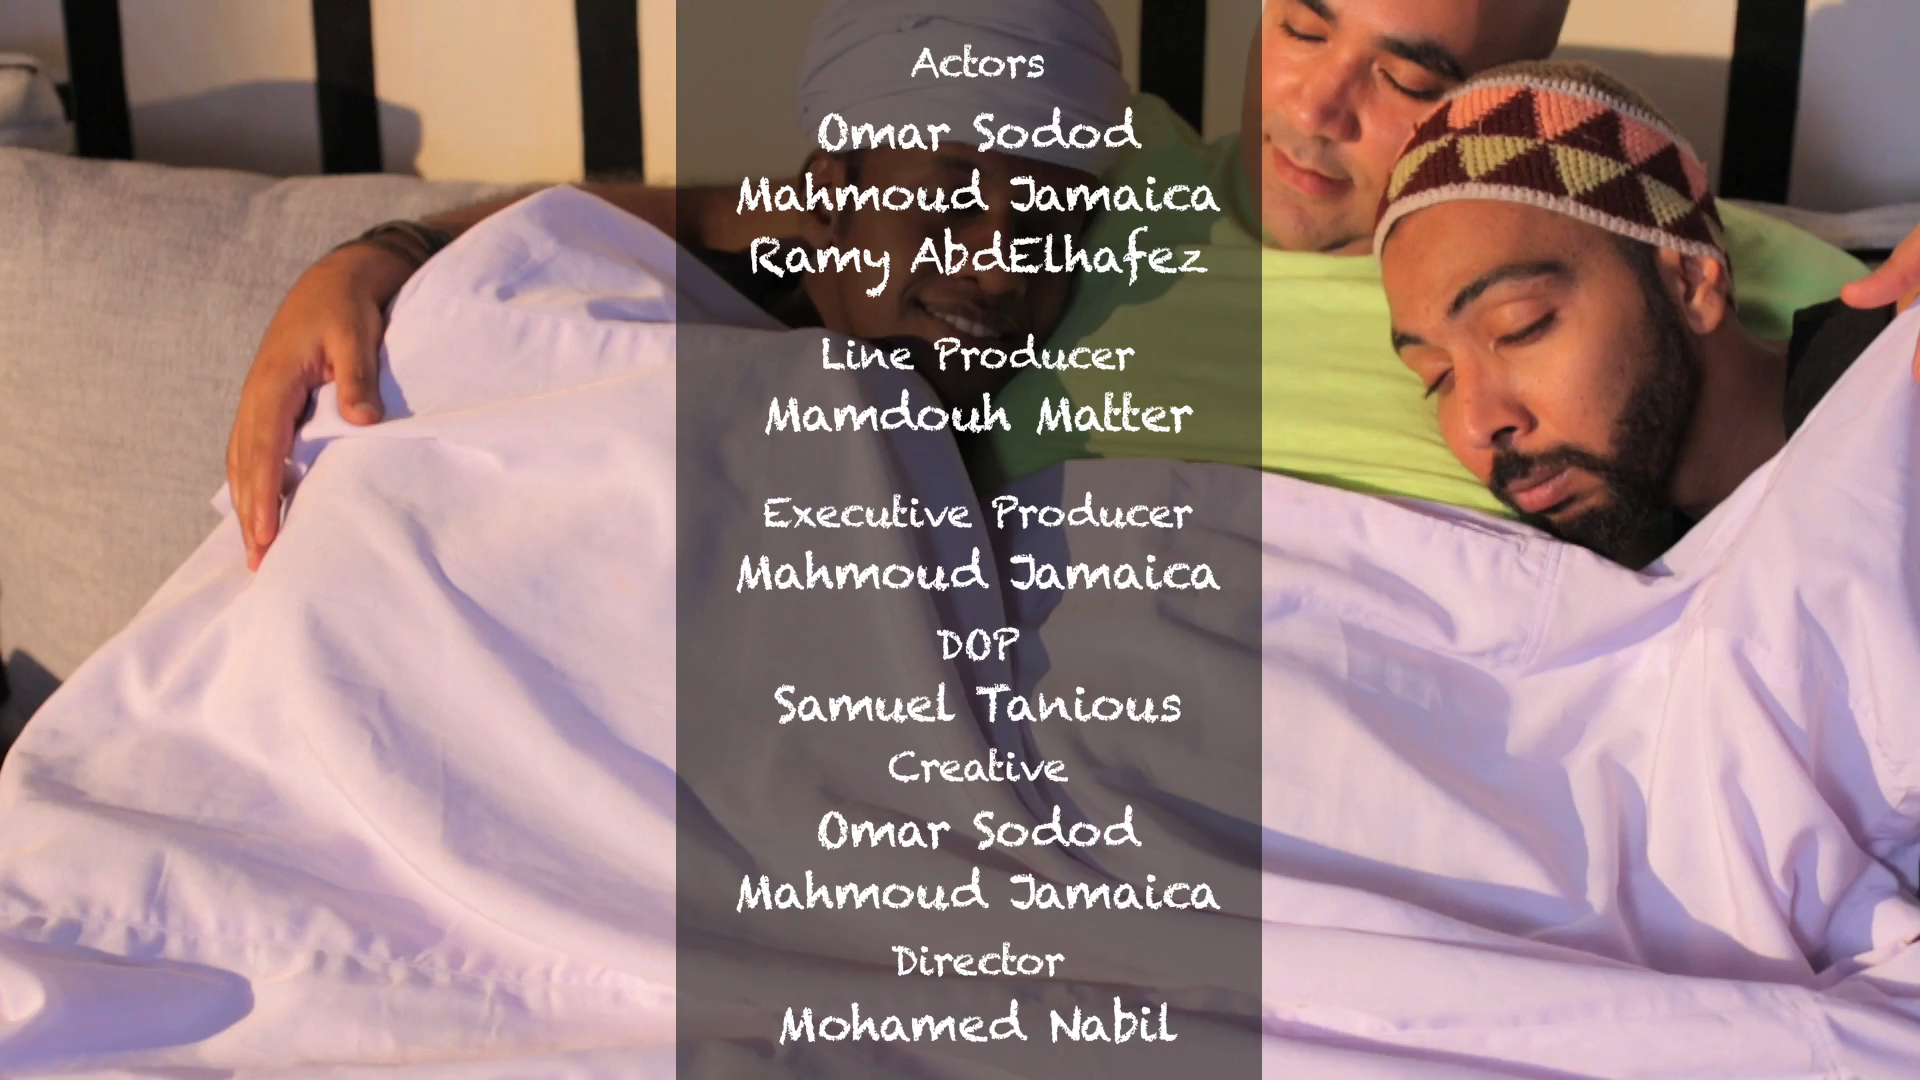 Actors
Omar Sodod
Mahmoud Jamaica
Ramy AbdElhafez
Line Producer
Mamdouh Matter
Executive Producer
Mahmoud Jamaica
DOP
Samuel Tanious
Creative
Omar Sodod
Mahmoud Jamaica
Director
Mohamed Nabil